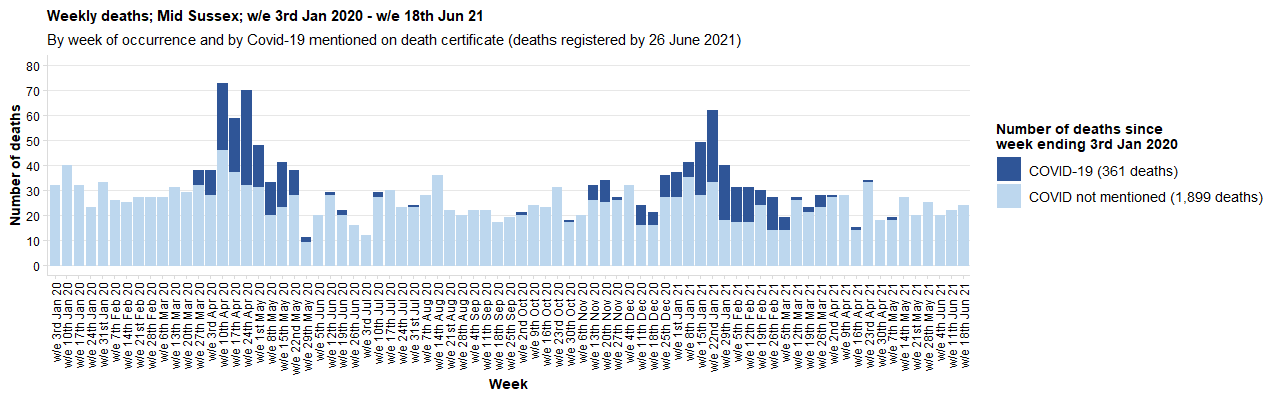 Weekly deaths; Mid Sussex; w/e 3rd Jan 2020 - w/e 18th Jun 21
By week of occurrence and by Covid-19 mentioned on death certificate (deaths registered by 26 June 2021)
Number of deaths
80
70
60
50
40
30
20
10
0
w/e 3rd Jan 20
w/e 10th Jan 20
w/e 17th Jan 20
w/e 24th Jan 20
w/e 31st Jan 20
w/e 7th Feb 20
w/e 14th Feb 20
w/e 21st Feb 20
w/e 28th Feb 20
w/e 6th Mar 20
w/e 13th Mar 20
w/e 20th Mar 20
w/e 27th Mar 20
w/e 3rd Apr 20
w/e 10th Apr 20
w/e 17th Apr 20
w/e 24th Apr 20
w/e 1st May 20
w/e 8th May 20
w/e 15th May 20
w/e 22nd May 20
w/e 29th May 20
w/e 5th Jun 20
w/e 12th Jun 20
w/e 19th Jun 20
w/e 26th Jun 20
w/e 3rd Jul 20
w/e 10th Jul 20
w/e 17th Jul 20
w/e 24th Jul 20
w/e 31st Jul 20
w/e 7th Aug 20
w/e 14th Aug 20
w/e 21st Aug 20
w/e 28th Aug 20
w/e 4th Sep 20
w/e 11th Sep 20
w/e 18th Sep 20
w/e 25th Sep 20
w/e 2nd Oct 20
w/e 9th Oct 20
w/e 16th Oct 20
w/e 23rd Oct 20
w/e 30th Oct 20
w/e 6th Nov 20
w/e 13th Nov 20
w/e 20th Nov 20
w/e 27th Nov 20
w/e 4th Dec 20
w/e 11th Dec 20
w/e 18th Dec 20
w/e 25th Dec 20
w/e 1st Jan 21
w/e 8th Jan 21
w/e 15th Jan 21
w/e 22nd Jan 21
w/e 29th Jan 21
w/e 5th Feb 21
w/e 12th Feb 21
w/e 19th Feb 21
w/e 26th Feb 21
w/e 5th Mar 21
w/e 12th Mar 21
w/e 19th Mar 21
w/e 26th Mar 21
w/e 2nd Apr 21
w/e 9th Apr 21
w/e 16th Apr 21
w/e 23rd Apr 21
w/e 30th Apr 21
w/e 7th May 21
w/e 14th May 21
w/e 21st May 21
w/e 28th May 21
w/e 4th Jun 21
w/e 11th Jun 21
w/e 18th Jun 21
Week
Number of deaths since
week ending 3rd Jan 2020
COVID-19 (361 deaths)
COVID not mentioned (1,899 deaths)